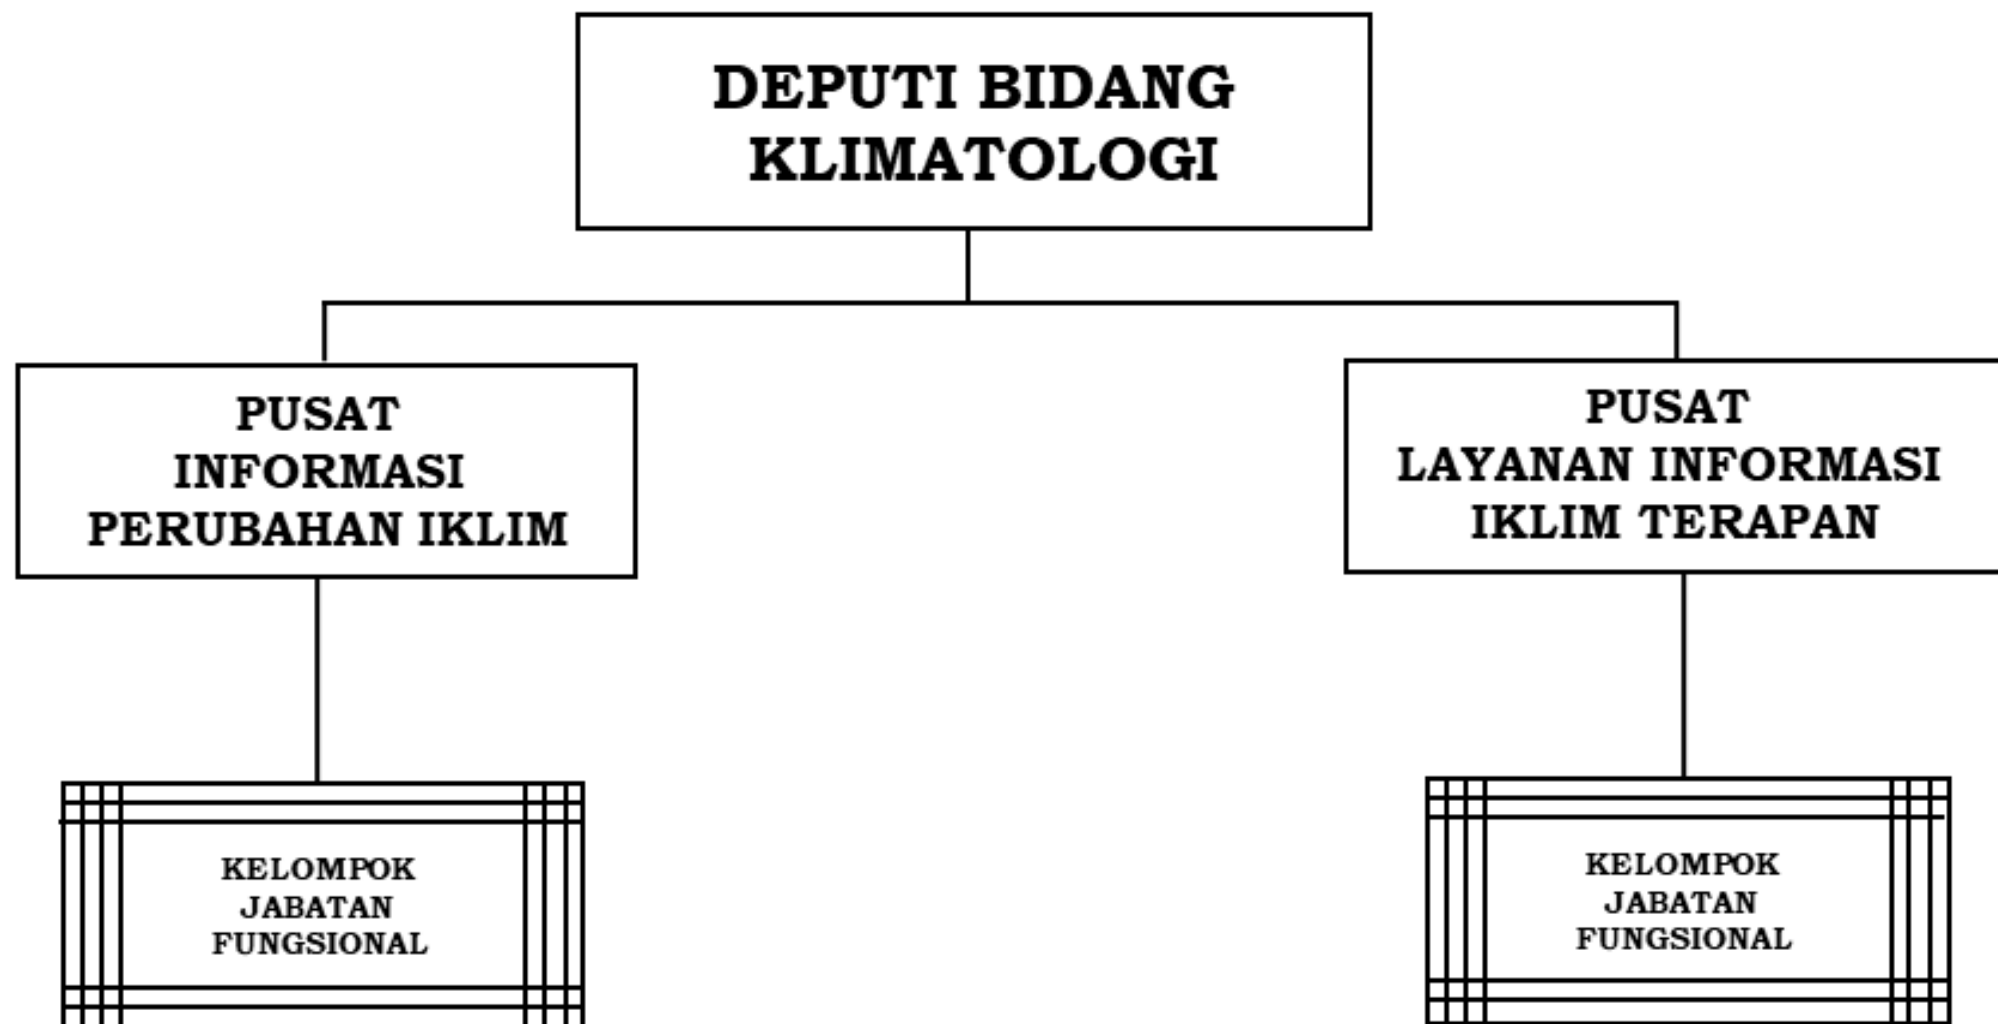 DEPUTI BIDANG
KLIMATOLOGI
PUSAT
INFORMASI
PERUBAHAN IKLIM
PUSAT
LAYANAN INFORMASI
IKLIM TERAPAN
KELOMPOK
JABATAN
FUNGSIONAL
KELOMPOK
JABATAN
FUNGSIONAL